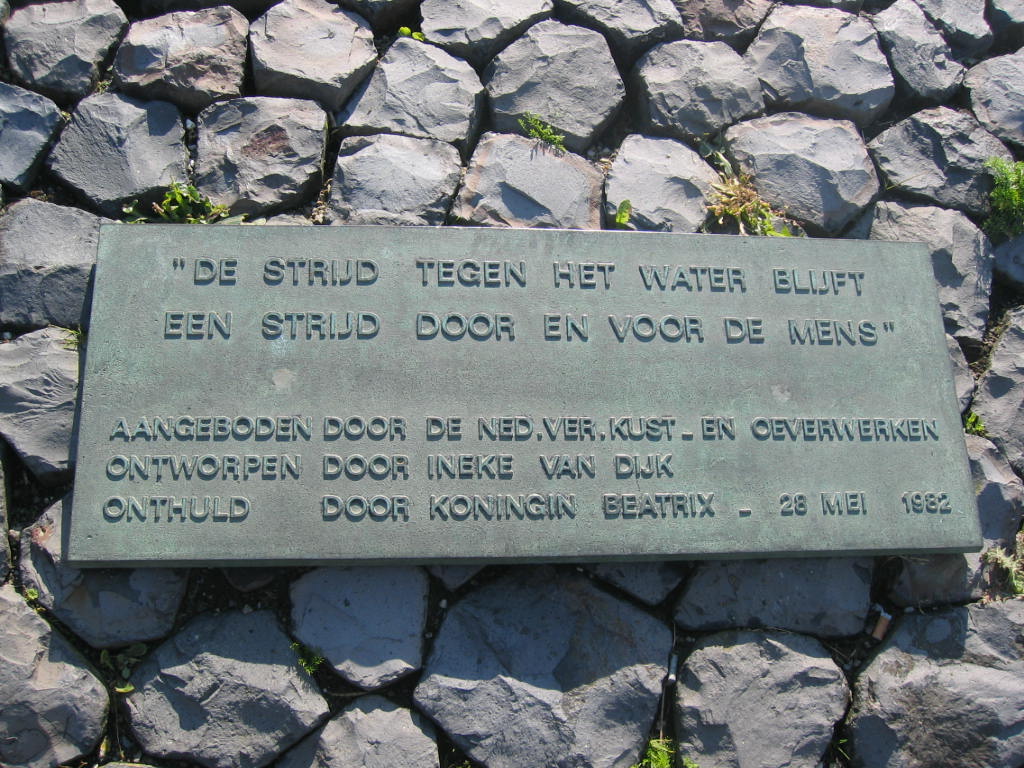 "DE STRIJD TEGEN HET WATER BLIJFT
EEN STRIJD DOOR EN VOOR DE MENS"
AANGEBODEN DOOR DE NED.VER.KUST- EN OEVERWERKEN
ONTWORPEN DOOR INEKE VAN DIJK
ONTHULD DOOR KONINGIN BEATRIX - 28 MEI 1982